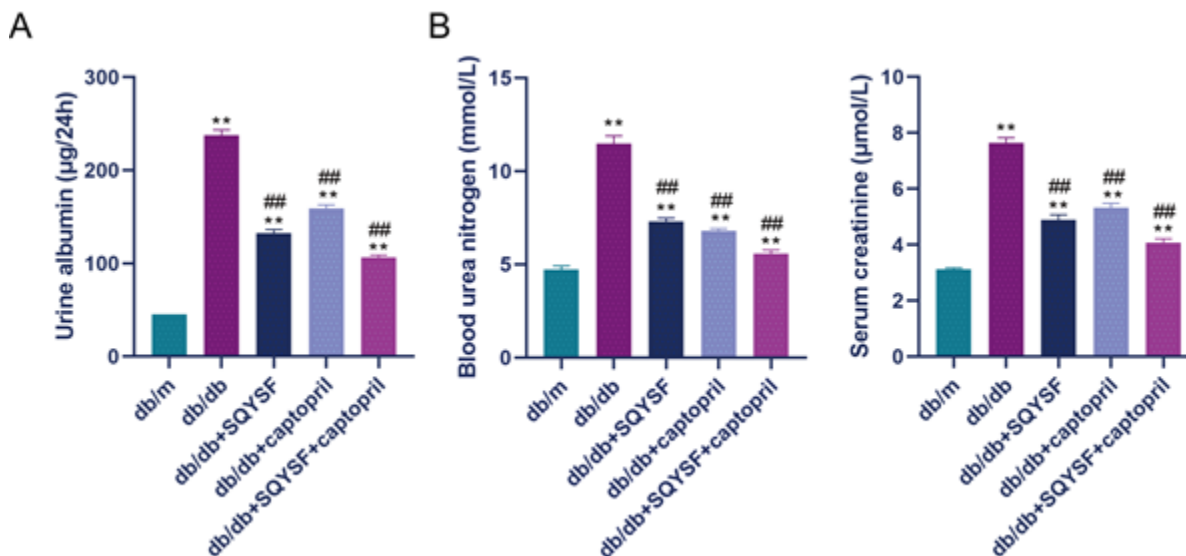 A
Urine albumin (μg/24h)
300
200
100
0
**
##
**
##
**
##
**
db/m
db/db
db/db+SQYSF
db/db+captopril
db/db+SQYSF+captopril
B
Blood urea nitrogen (mmol/L)
15
10
5
0
**
##
**
##
**
##
**
db/m
db/db
db/db+SQYSF
db/db+captopril
db/db+SQYSF+captopril
Serum creatinine (μmol/L)
10
8
6
4
2
0
**
##
**
##
**
##
**
db/m
db/db
db/db+SQYSF
db/db+captopril
db/db+SQYSF+captopril